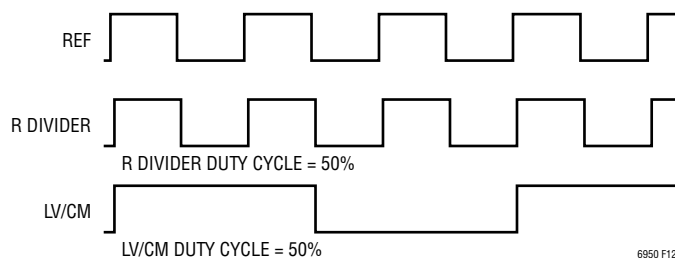 REF
R DIVIDER
R DIVIDER DUTY CYCLE = 50%
LV/CM
LV/CM DUTY CYCLE = 50%
6950 F12